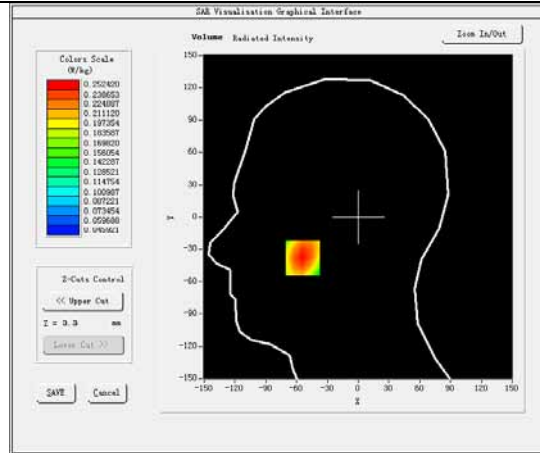 SAR Visualisation Graphical Interface
Volume Radiated Intensity
Zoom In/Out
Colors Scale
(W/kg)
0.252420
0.238653
0.224887
0.211120
0.197354
0.183587
0.169820
0.156054
0.142287
0.128521
0.114754
0.100987
0.087221
0.073454
0.059688
0.045921
Z-Cuts Control
<< Upper Cut
Z = 3.3 mm
Lower Cut >>
SAVE Cancel
150
120
90
60
30
0
-30
-60
-90
-120
-150
Y
-150 -120 -90 -60 -30 0 30 60 90 120 150
X